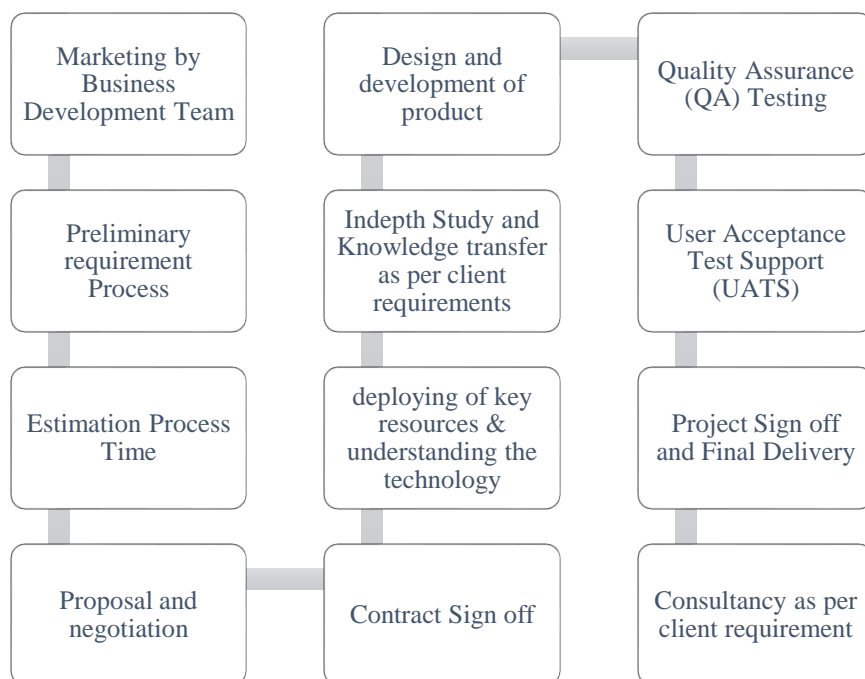 Marketing by
Business
Development Team
Preliminary
requirement
Process
Estimation Process
Time
Proposal and
negotiation
Contract Sign off
deploying of key
resources &
understanding the
technology
Indepth Study and
Knowledge transfer
as per client
requirements
Design and
development of
product
Quality Assurance
(QA) Testing
User Acceptance
Test Support
(UATS)
Project Sign off
and Final Delivery
Consultancy as per
client requirement